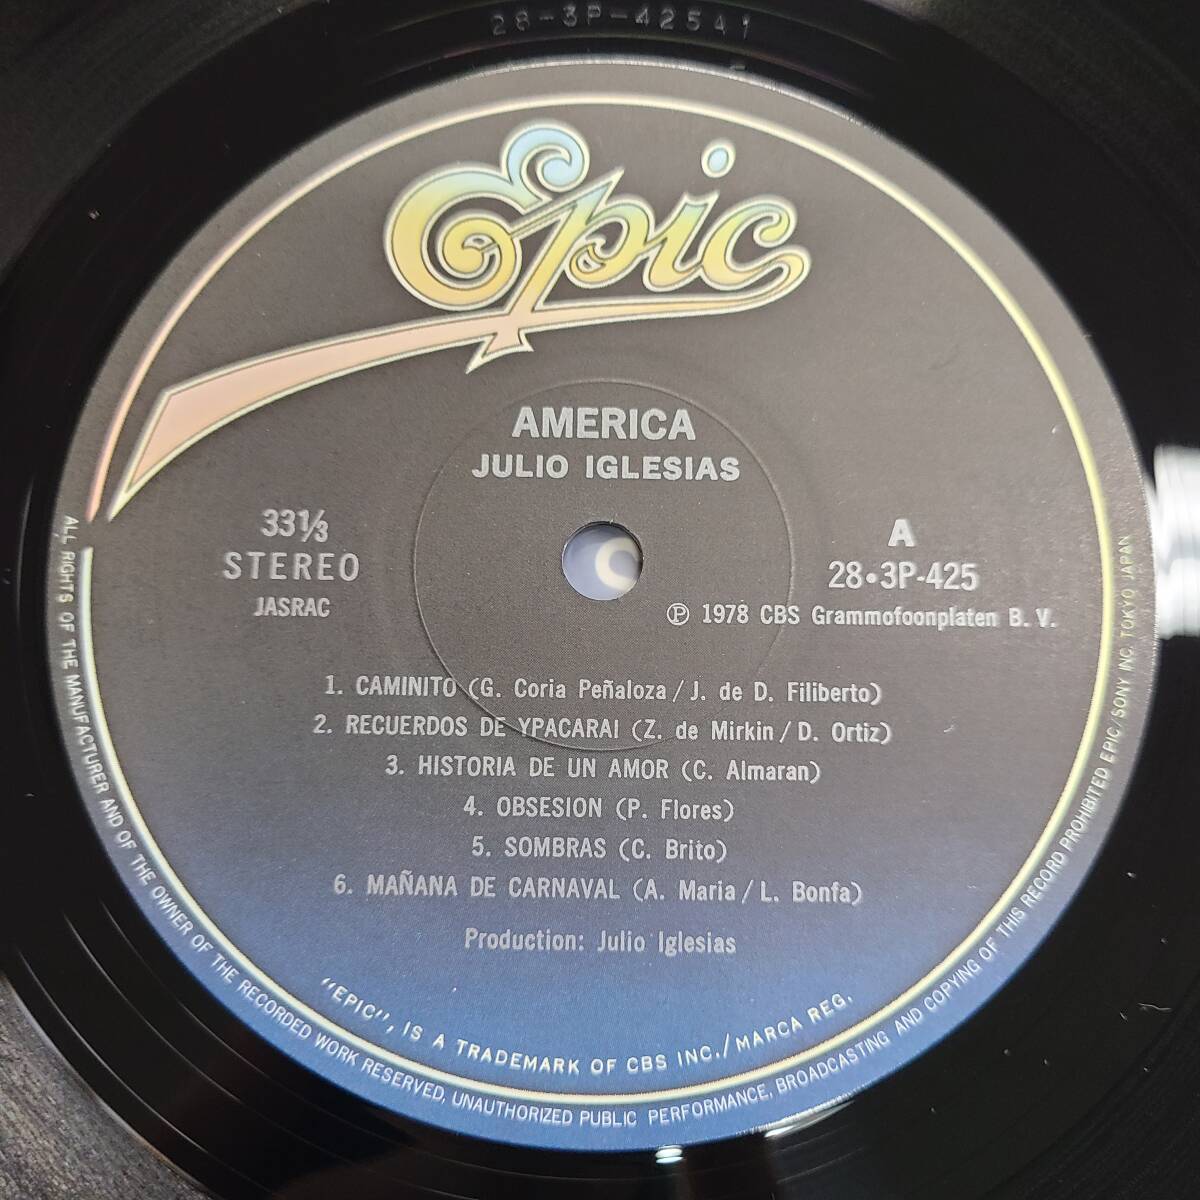 28-3P-425A1
Epic
AMERICA
JULIO IGLESIAS
33⅓
STEREO
JASRAC
A
28•3P-425
Ⓟ 1978 CBS Grammofoonplaten B. V.
1. CAMINITO (G. Coria Peñaloza / J. de D. Filiberto)
2. RECUERDOS DE YPACARAI (Z. de Mirkin / D. Ortiz)
3. HISTORIA DE UN AMOR (C. Almaran)
4. OBSESION (P. Flores)
5. SOMBRAS (C. Brito)
6. MAÑANA DE CARNAVAL (A. Maria / L. Bonfa)
Production: Julio Iglesias
"EPIC", IS A TRADEMARK OF CBS INC./MARCA REG.
ALL RIGHTS OF THE MANUFACTURER AND OF THE OWNER OF THE RECORDED WORK RESERVED, UNAUTHORIZED PUBLIC PERFORMANCE, BROADCASTING AND COPYING OF THIS RECORD PROHIBITED EPIC/SONY INC. TOKYO JAPAN